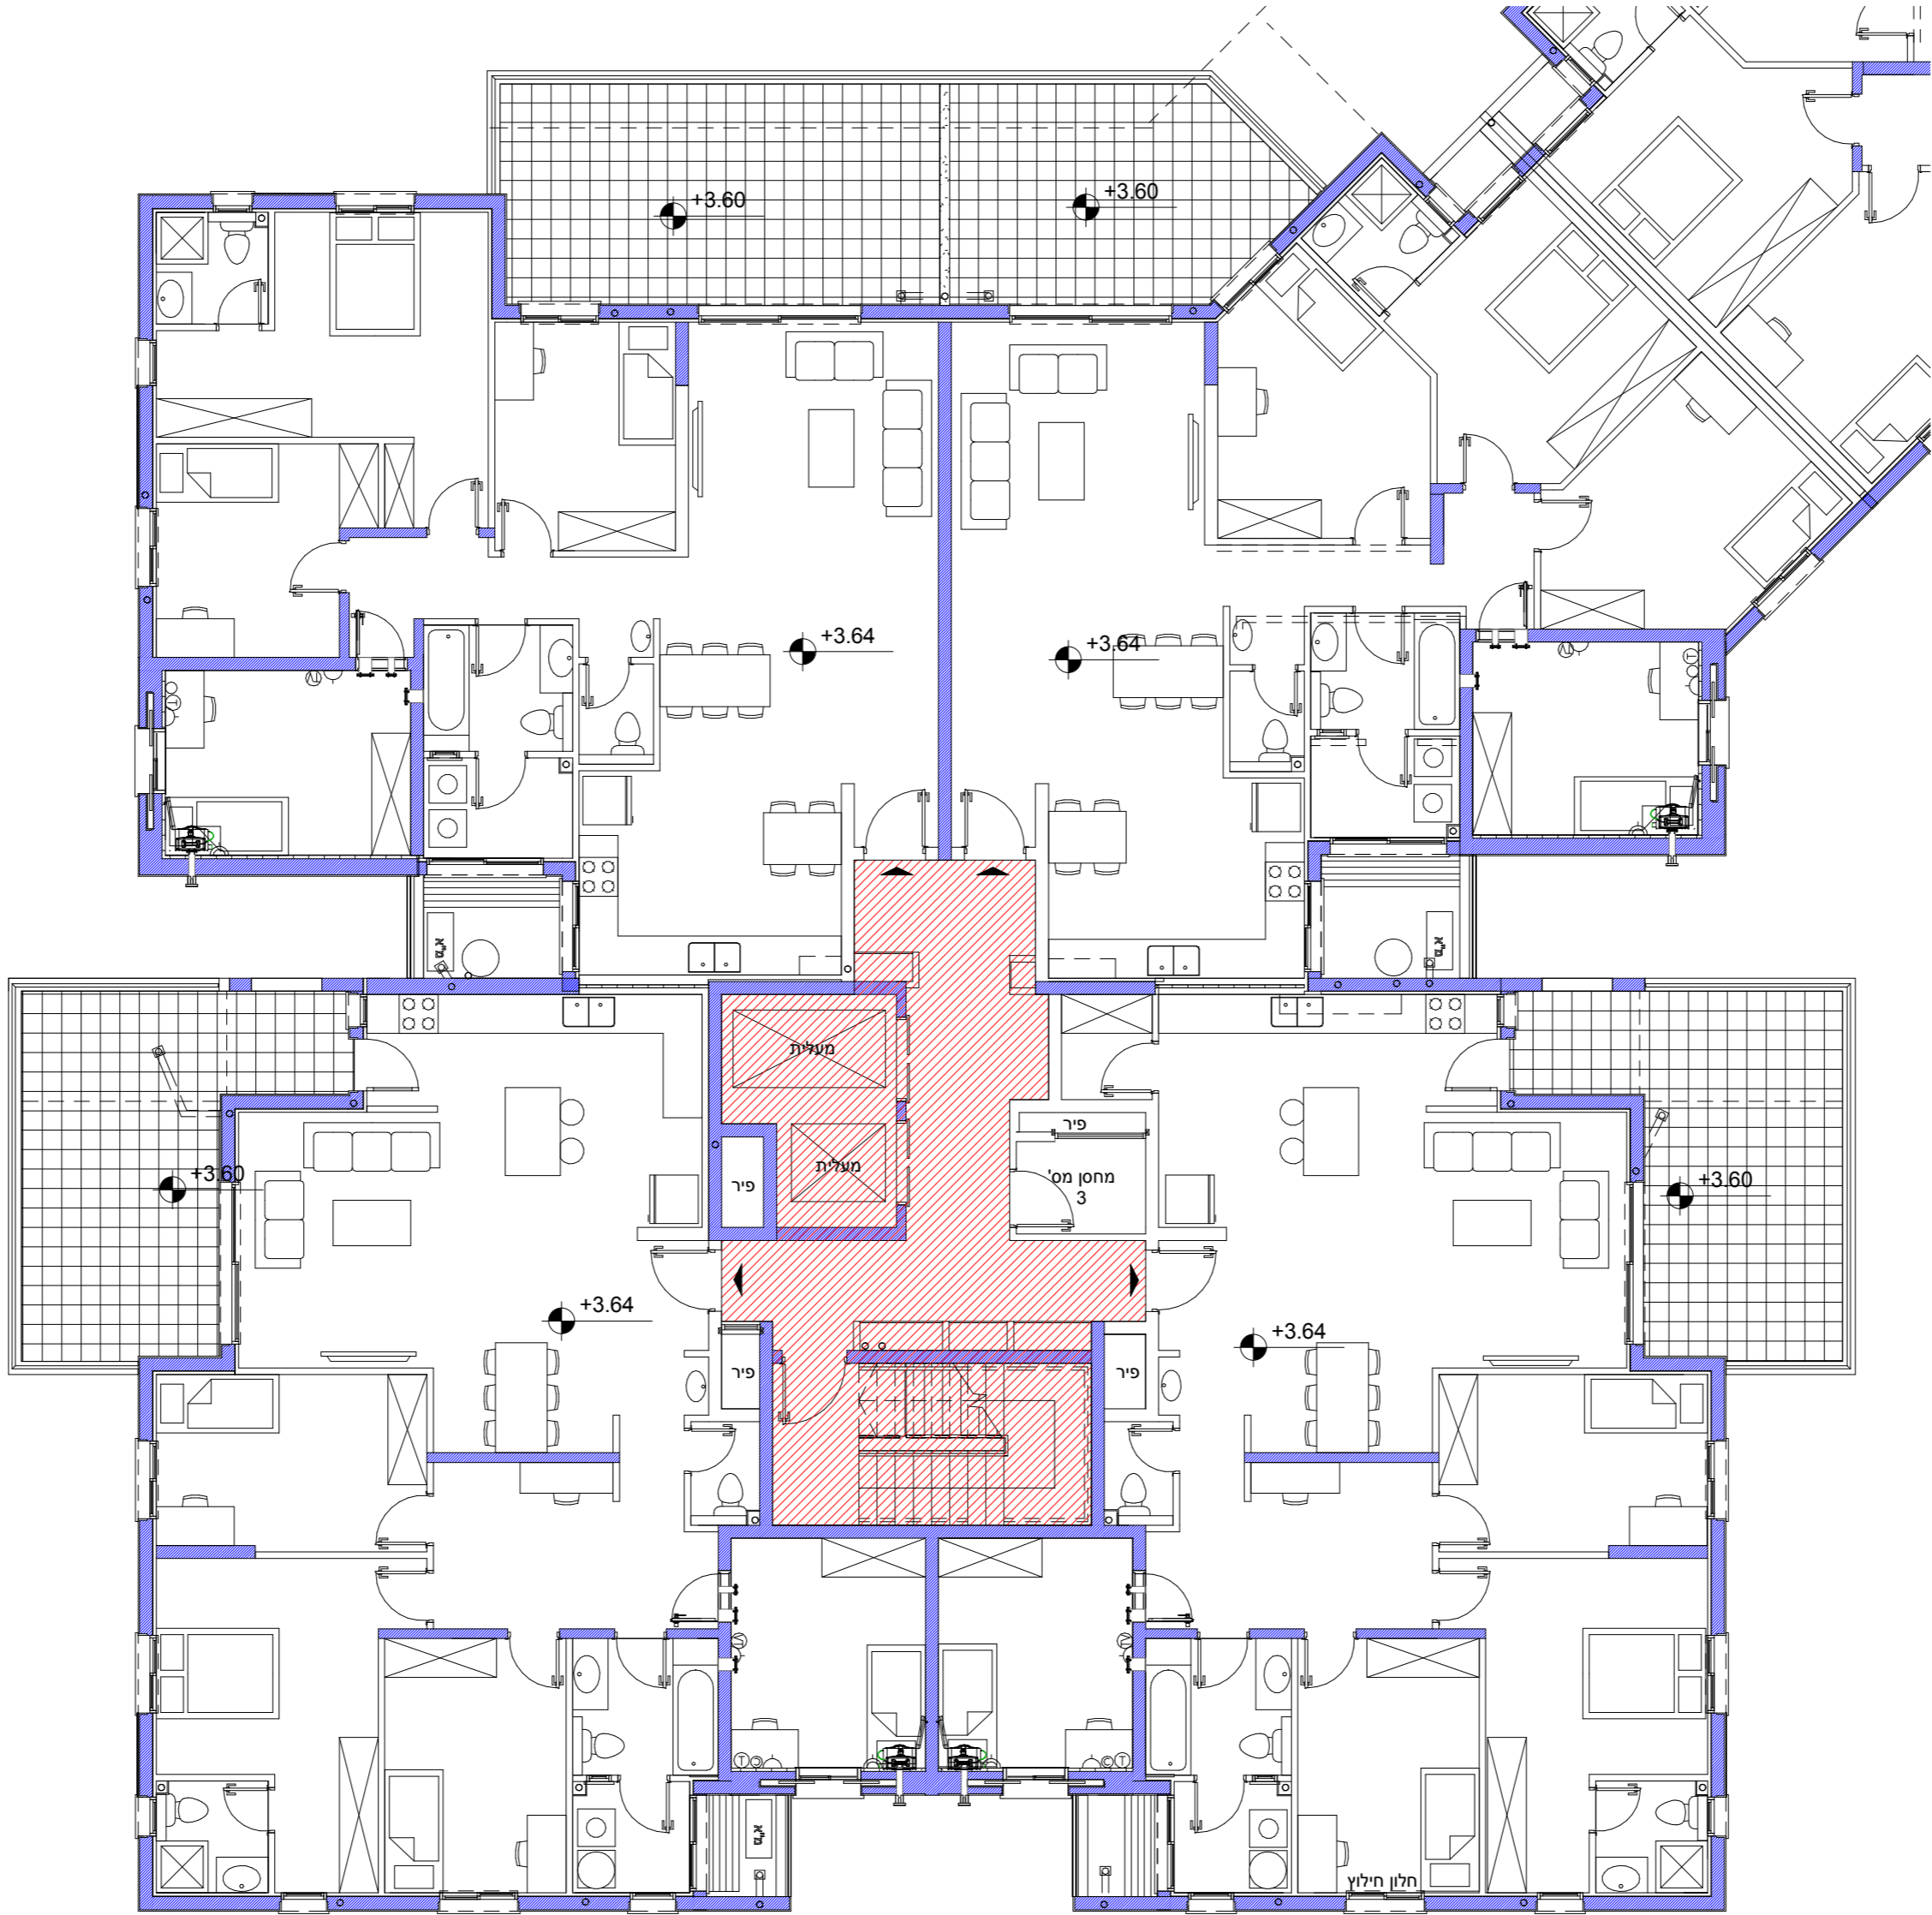 +3.60
+3.60
+3.64
+3.64
מ"א
מ"א
מעלית
פיר
מעלית
פיר
מחסן מס'
3
+3.60
+3.60
+3.64
+3.64
פיר
פיר
מ"א
חלון חילוץ